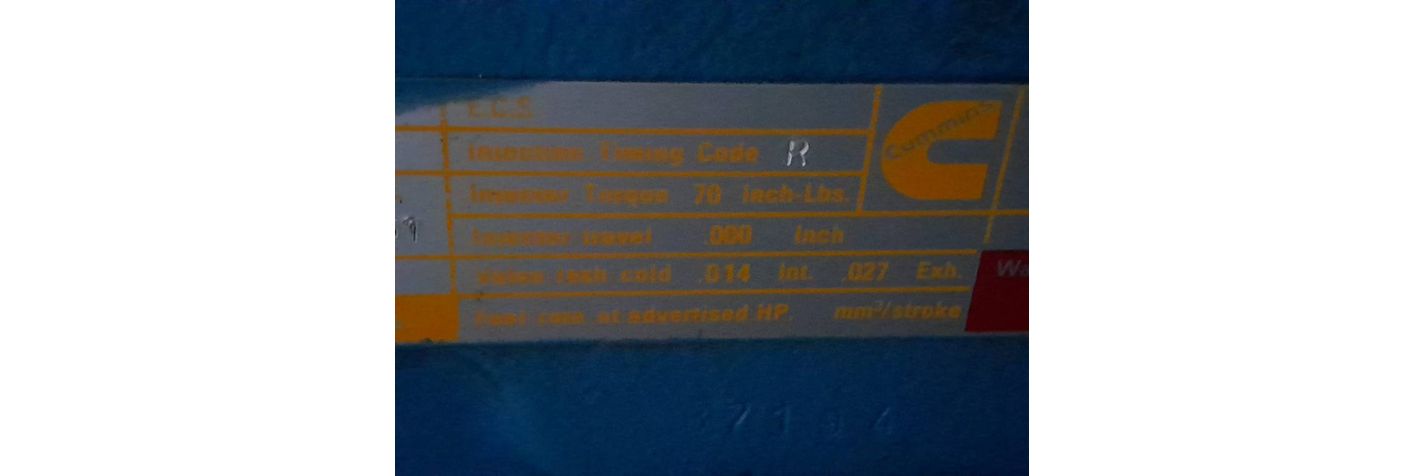 E.C.S
Injection Timing Code R
Injector Torque 70 inch-Lbs.
Injector travel .000 Inch
Valve lash cold .014 Int. .027 Exh.
Fuel rate at advertised HP. mm³/stroke
Cummins
Wa